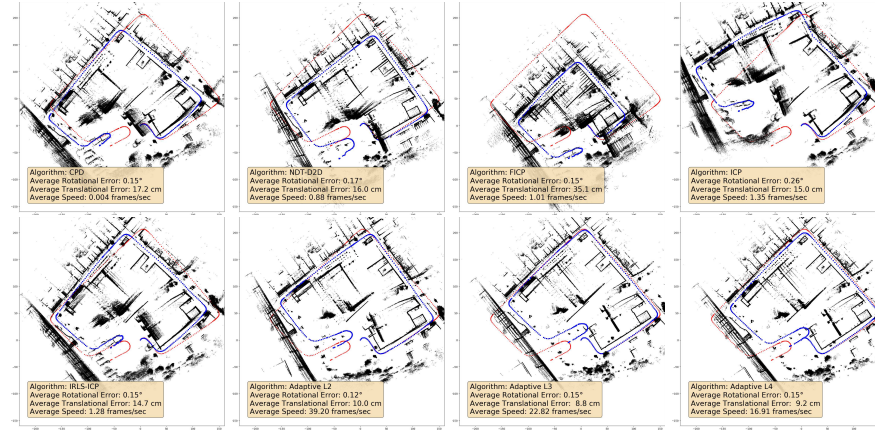 Algorithm: CPD
Average Rotational Error: 0.15°
Average Translational Error: 17.2 cm
Average Speed: 0.004 frames/sec
Algorithm: NDT-D2D
Average Rotational Error: 0.17°
Average Translational Error: 16.0 cm
Average Speed: 0.88 frames/sec
Algorithm: FICP
Average Rotational Error: 0.15°
Average Translational Error: 35.1 cm
Average Speed: 1.01 frames/sec
Algorithm: ICP
Average Rotational Error: 0.26°
Average Translational Error: 15.0 cm
Average Speed: 1.35 frames/sec
Algorithm: IRLS-ICP
Average Rotational Error: 0.15°
Average Translational Error: 14.7 cm
Average Speed: 1.28 frames/sec
Algorithm: Adaptive L2
Average Rotational Error: 0.12°
Average Translational Error: 10.0 cm
Average Speed: 39.20 frames/sec
Algorithm: Adaptive L3
Average Rotational Error: 0.15°
Average Translational Error: 8.8 cm
Average Speed: 22.82 frames/sec
Algorithm: Adaptive L4
Average Rotational Error: 0.15°
Average Translational Error: 9.2 cm
Average Speed: 16.91 frames/sec